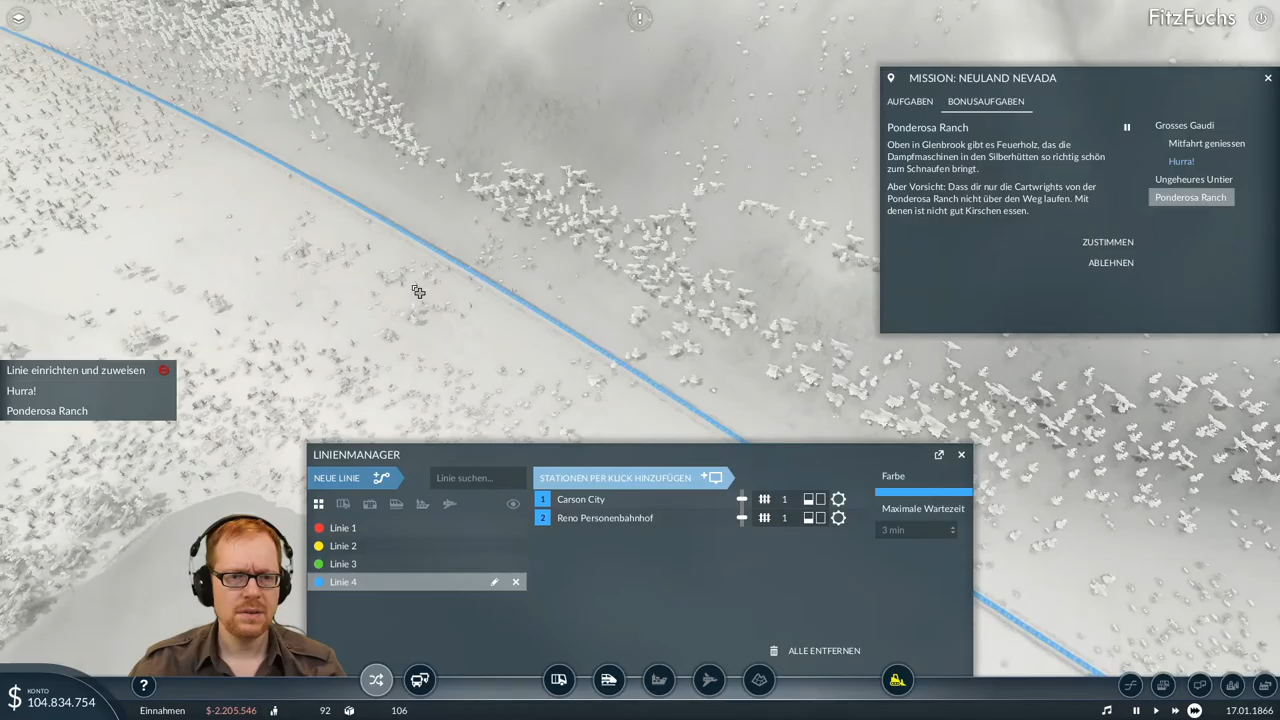 FitzFuchs
MISSION: NEULAND NEVADA
AUFGABEN
BONUSAUFGABEN
Ponderosa Ranch
Oben in Glenbrook gibt es Feuerholz, das die
Dampfmaschinen in den Silberhütten so richtig schön
zum Schnaufen bringt.
Aber Vorsicht: Dass dir nur die Cartwrights von der
Ponderosa Ranch nicht über den Weg laufen. Mit
denen ist nicht gut Kirschen essen.
ZUSTIMMEN
ABLEHNEN
Grosses Gaudi
Mitfahrt geniessen
Hurra!
Ungeheures Untier
Ponderosa Ranch
Linie einrichten und zuweisen
Hurra!
Ponderosa Ranch
LINIENMANAGER
NEUE LINIE
Linie suchen...
STATIONEN PER KLICK HINZUFÜGEN
Linie 1
Linie 2
Linie 3
Linie 4
1 Carson City 1
2 Reno Personenbahnhof 1
Farbe
Maximale Wartezeit
3 min
ALLE ENTFERNEN
?
$ KONTO
104.834.754
Einnahmen $-2.205.546 92 106
17.01.1866